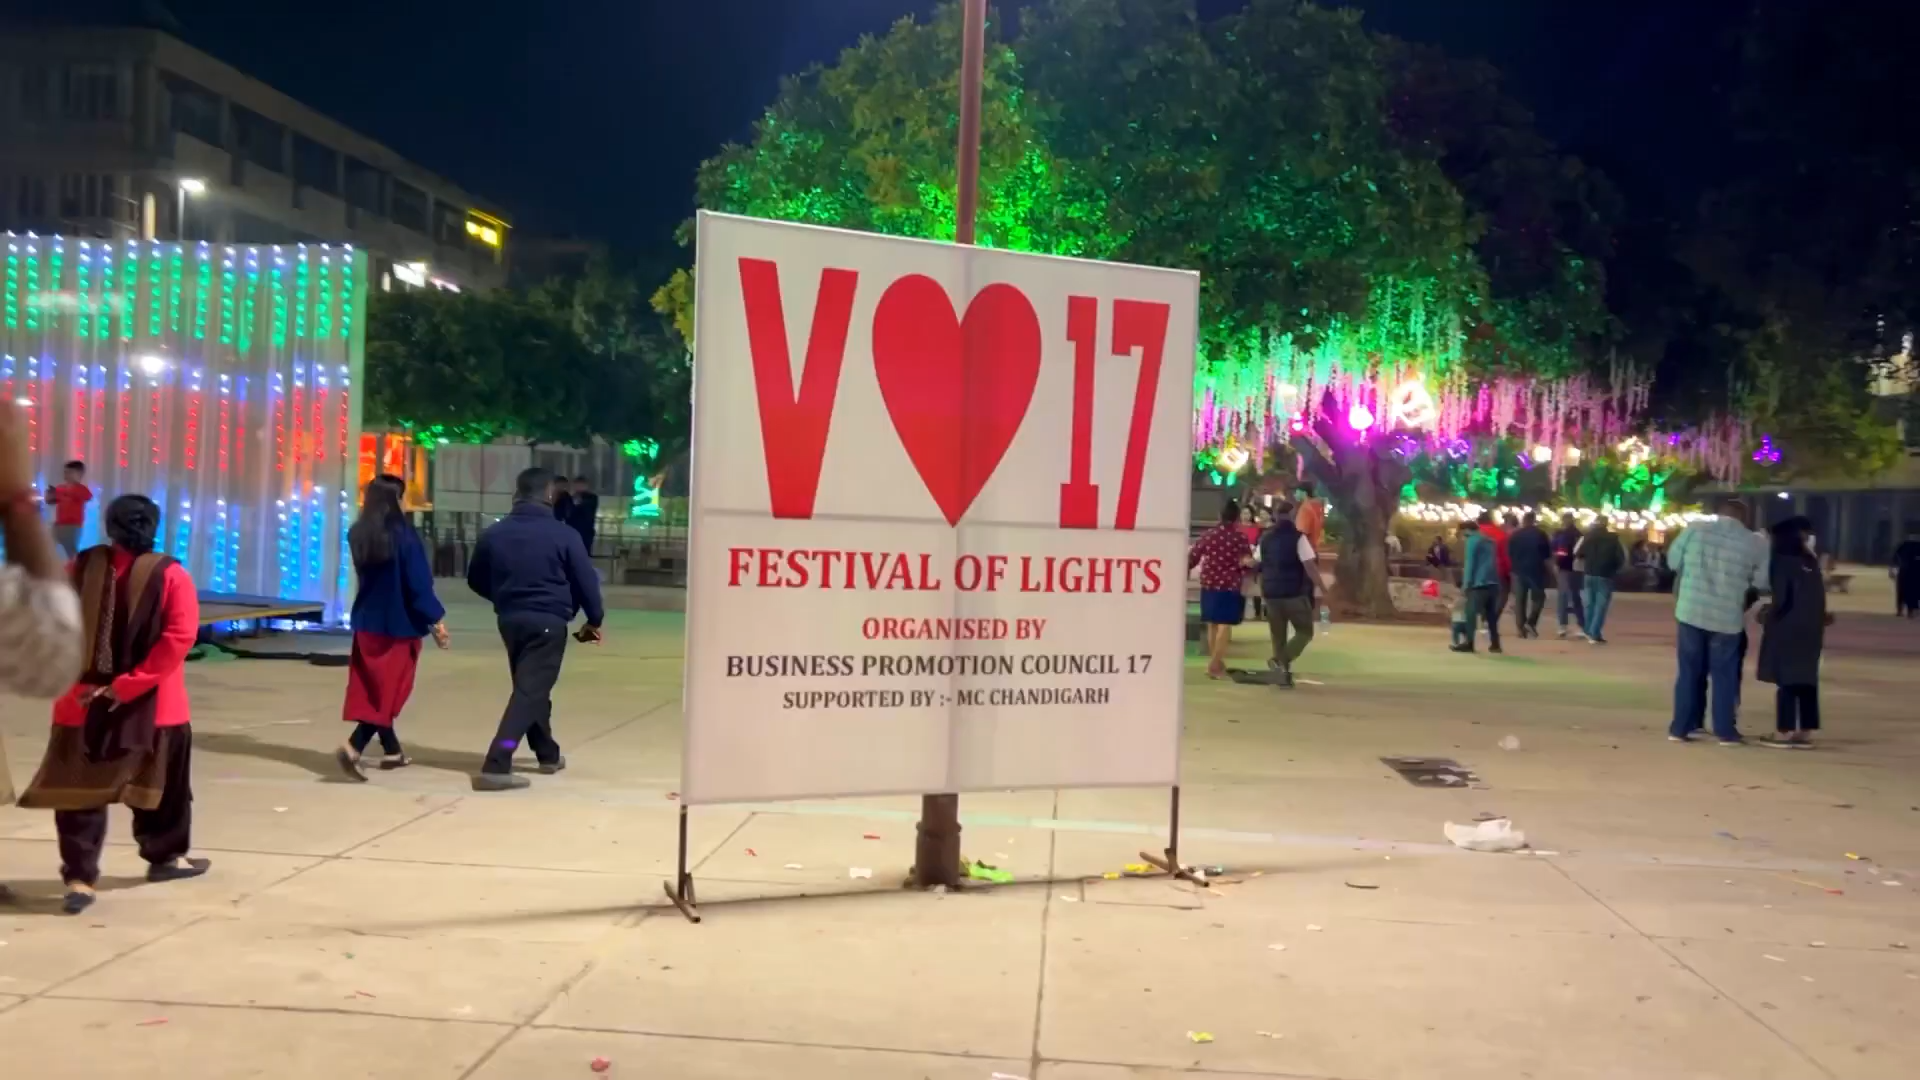 V♥17
FESTIVAL OF LIGHTS
ORGANISED BY
BUSINESS PROMOTION COUNCIL 17
SUPPORTED BY :- MC CHANDIGARH